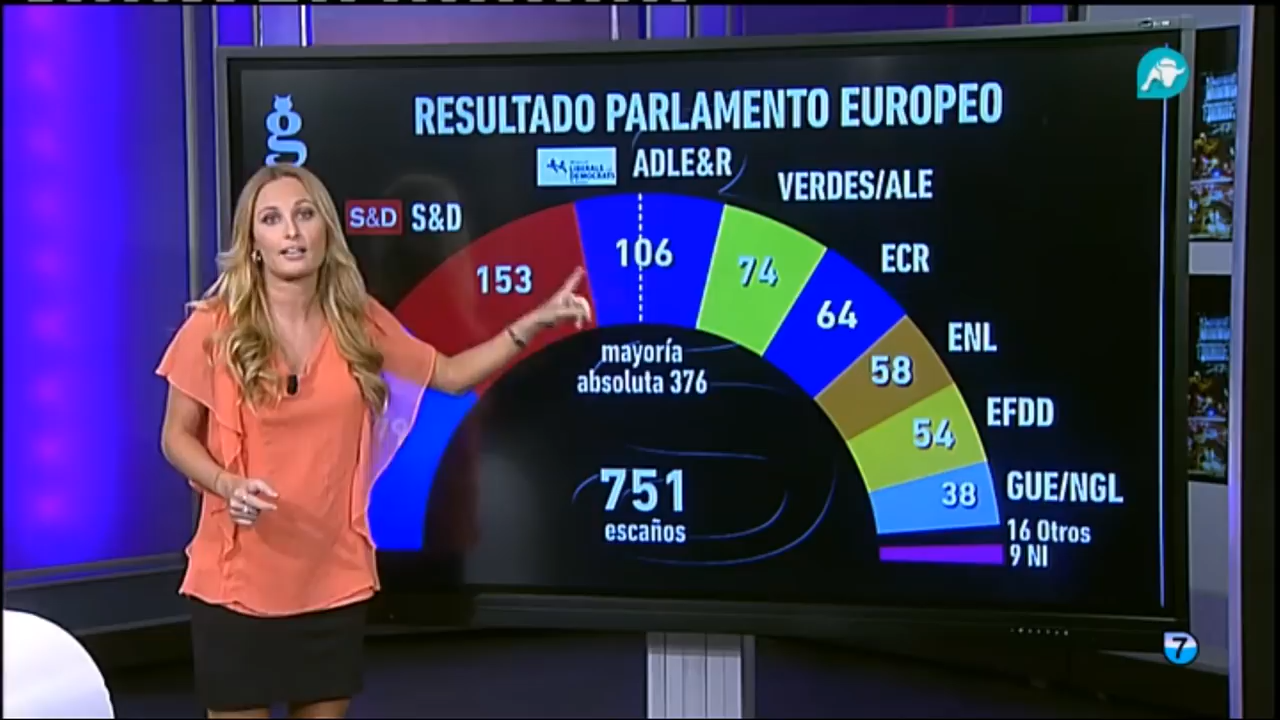 RESULTADO PARLAMENTO EUROPEO
g
ADLE&R
VERDES/ALE
S&D S&D
ECR
153
106
74
64
ENL
58
mayoría
absoluta 376
EFDD
54
79
751
escaños
38
GUE/NGL
16 Otros
9 NI
7